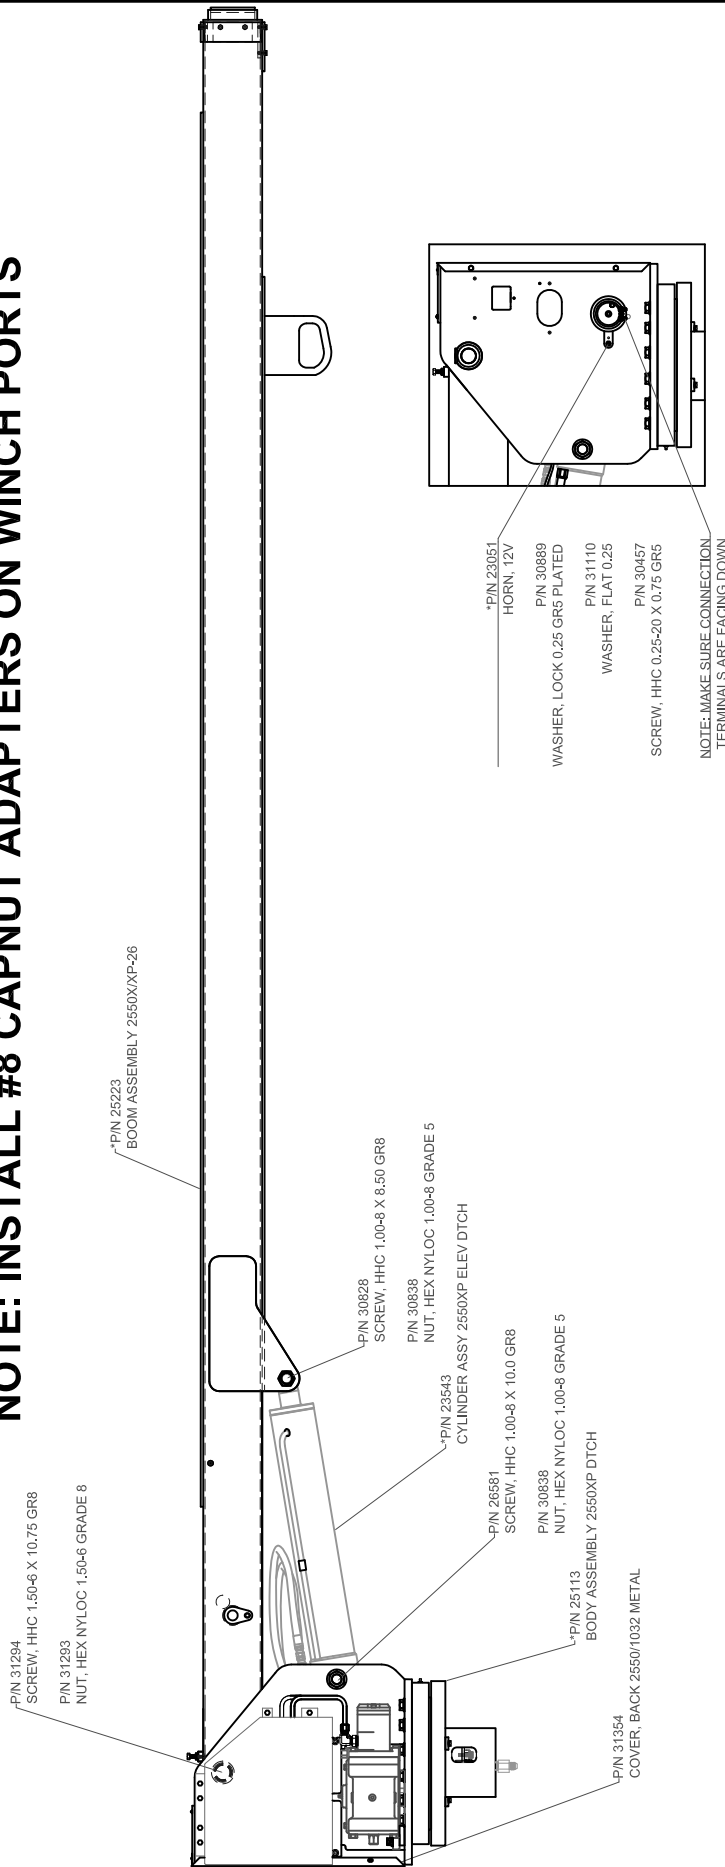 NOTE: INSTALL #8 CAPNUT ADAPTERS ON WINCH PORTS
P/N 31294
SCREW, HHC 1.50-6 X 10.75 GR8
P/N 31293
NUT, HEX NYLOC 1.50-6 GRADE 8
*P/N 25223
BOOM ASSEMBLY 2550X/XP-26
P/N 30828
SCREW, HHC 1.00-8 X 8.50 GR8
P/N 30838
NUT, HEX NYLOC 1.00-8 GRADE 5
*P/N 23543
CYLINDER ASSY 2550XP ELEV DTCH
P/N 26581
SCREW, HHC 1.00-8 X 10.0 GR8
P/N 30838
NUT, HEX NYLOC 1.00-8 GRADE 5
*P/N 25113
BODY ASSEMBLY 2550XP DTCH
P/N 31354
COVER, BACK 2550/1032 METAL
*P/N 23051
HORN, 12V
P/N 30889
WASHER, LOCK 0.25 GR5 PLATED
P/N 31110
WASHER, FLAT 0.25
P/N 30457
SCREW, HHC 0.25-20 X 0.75 GR5
NOTE: MAKE SURE CONNECTION
TERMINALS ARE FACING DOWN